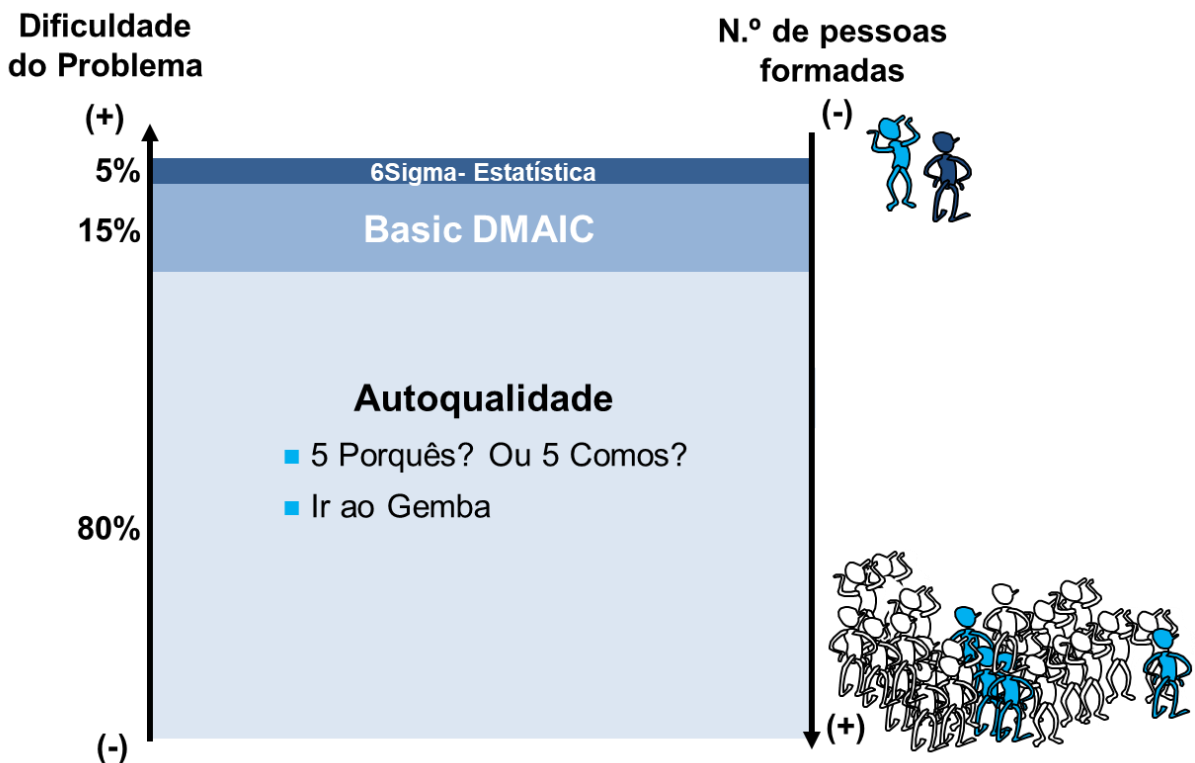 Dificuldade
do Problema
N.º de pessoas
formadas
(+)
(-)
5%
6Sigma- Estatística
15%
Basic DMAIC
Autoqualidade
5 Porquês? Ou 5 Comos?
Ir ao Gemba
80%
(-)
(+)